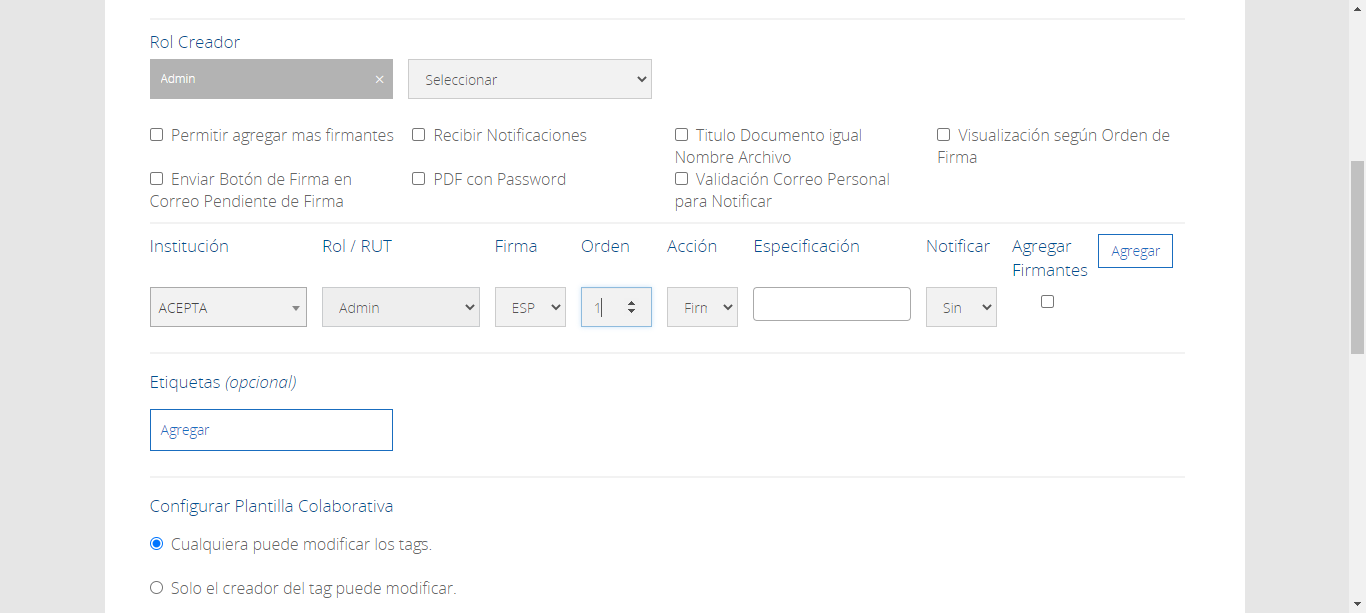 Rol Creador
Admin × Seleccionar
Permitir agregar mas firmantes Recibir Notificaciones Titulo Documento igual Visualización según Orden de
Nombre Archivo Firma
Enviar Botón de Firma en PDF con Password Validación Correo Personal
Correo Pendiente de Firma para Notificar
Institución Rol / RUT Firma Orden Acción Especificación Notificar Agregar Agregar
Firmantes
ACEPTA Admin ESP 1 Firn Sin
Etiquetas (opcional)
Agregar
Configurar Plantilla Colaborativa
Cualquiera puede modificar los tags.
Solo el creador del tag puede modificar.